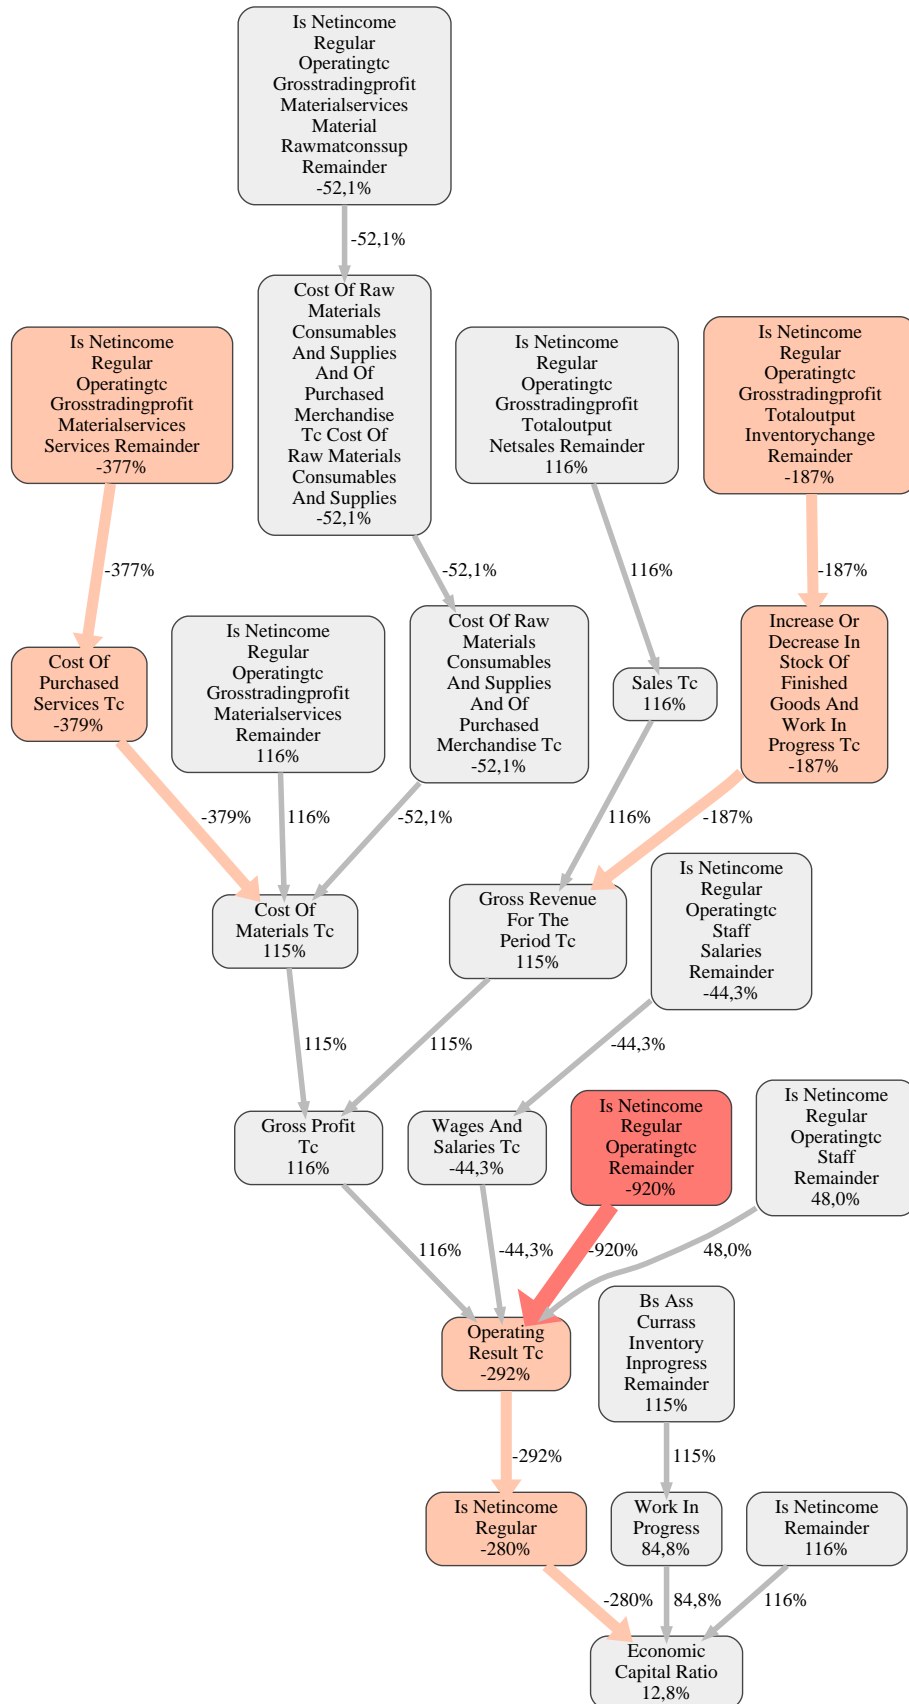 Is Netincome
Regular
Operatingtc
Grosstradingprofit
Materialservices
Material
Rawmatconssup
Remainder
-52,1%
-52,1%
Cost Of Raw
Materials
Consumables
And Supplies
And Of
Purchased
Merchandise
Tc Cost Of
Raw Materials
Consumables
And Supplies
-52,1%
Is Netincome
Regular
Operatingtc
Grosstradingprofit
Materialservices
Services Remainder
-377%
Is Netincome
Regular
Operatingtc
Grosstradingprofit
Totaloutput
Netsales Remainder
116%
Is Netincome
Regular
Operatingtc
Grosstradingprofit
Totaloutput
Inventorychange
Remainder
-187%
-377%
-52,1%
116%
-187%
Cost Of
Purchased
Services Tc
-379%
Is Netincome
Regular
Operatingtc
Grosstradingprofit
Materialservices
Remainder
116%
Cost Of Raw
Materials
Consumables
And Supplies
And Of
Purchased
Merchandise Tc
-52,1%
Sales Tc
116%
Increase Or
Decrease In
Stock Of
Finished
Goods And
Work In
Progress Tc
-187%
-379%
116%
-52,1%
116%
-187%
Cost Of
Materials Tc
115%
Gross Revenue
For The
Period Tc
115%
Is Netincome
Regular
Operatingtc
Staff
Salaries
Remainder
-44,3%
115%
115%
-44,3%
Gross Profit
Tc
116%
Wages And
Salaries Tc
-44,3%
Is Netincome
Regular
Operatingtc
Remainder
-920%
Is Netincome
Regular
Operatingtc
Staff
Remainder
48,0%
116%
-44,3%
-920%
48,0%
Operating
Result Tc
-292%
Bs Ass
Currass
Inventory
Inprogress
Remainder
115%
-292%
115%
Is Netincome
Regular
-280%
Work In
Progress
84,8%
Is Netincome
Remainder
116%
-280%
84,8%
116%
Economic
Capital Ratio
12,8%